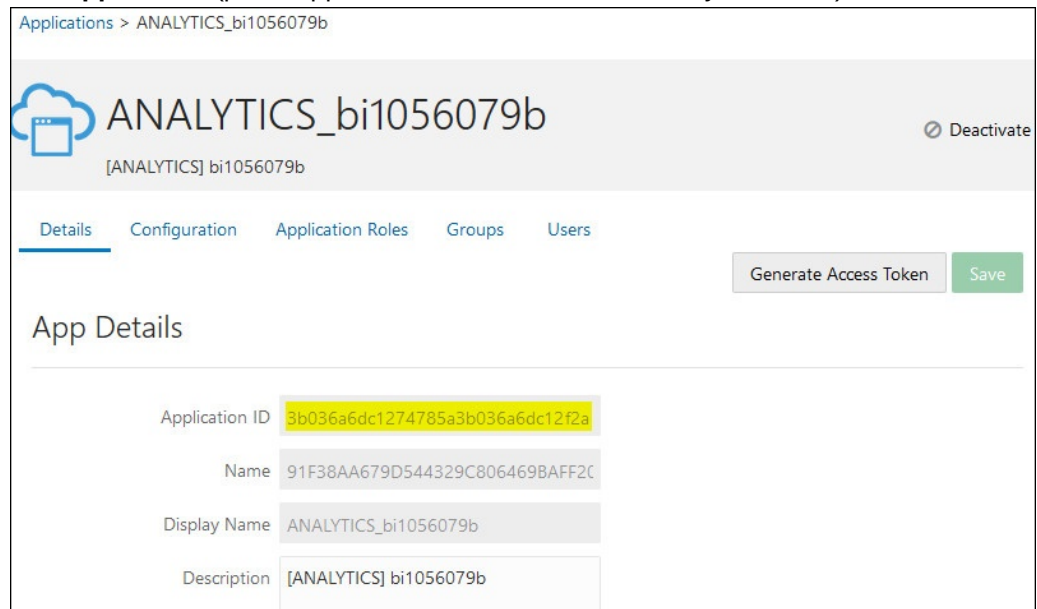 Applications > ANALYTICS_bi1056079b
ANALYTICS_bi1056079b
Deactivate
[ANALYTICS] bi1056079b
Details Configuration Application Roles Groups Users
Generate Access Token Save
App Details
Application ID 3b036a6dc1274785a3b036a6dc12f2a
Name 91F38AA679D544329C806469BAFF2
Display Name ANALYTICS_bi1056079b
Description [ANALYTICS] bi1056079b